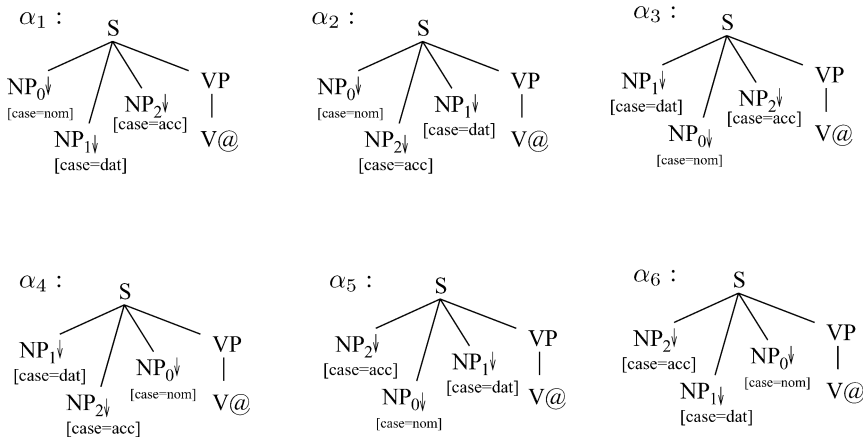 α₁ :
S
NP₀↓
[case=nom]
NP₁↓
[case=dat]
NP₂↓
[case=acc]
VP
V@
α₂ :
S
NP₀↓
[case=nom]
NP₂↓
[case=acc]
NP₁↓
[case=dat]
VP
V@
α₃ :
S
NP₁↓
[case=dat]
NP₀↓
[case=nom]
NP₂↓
[case=acc]
VP
V@
α₄ :
S
NP₁↓
[case=dat]
NP₂↓
[case=acc]
NP₀↓
[case=nom]
VP
V@
α₅ :
S
NP₂↓
[case=acc]
NP₀↓
[case=nom]
NP₁↓
[case=dat]
VP
V@
α₆ :
S
NP₂↓
[case=acc]
NP₁↓
[case=dat]
NP₀↓
[case=nom]
VP
V@